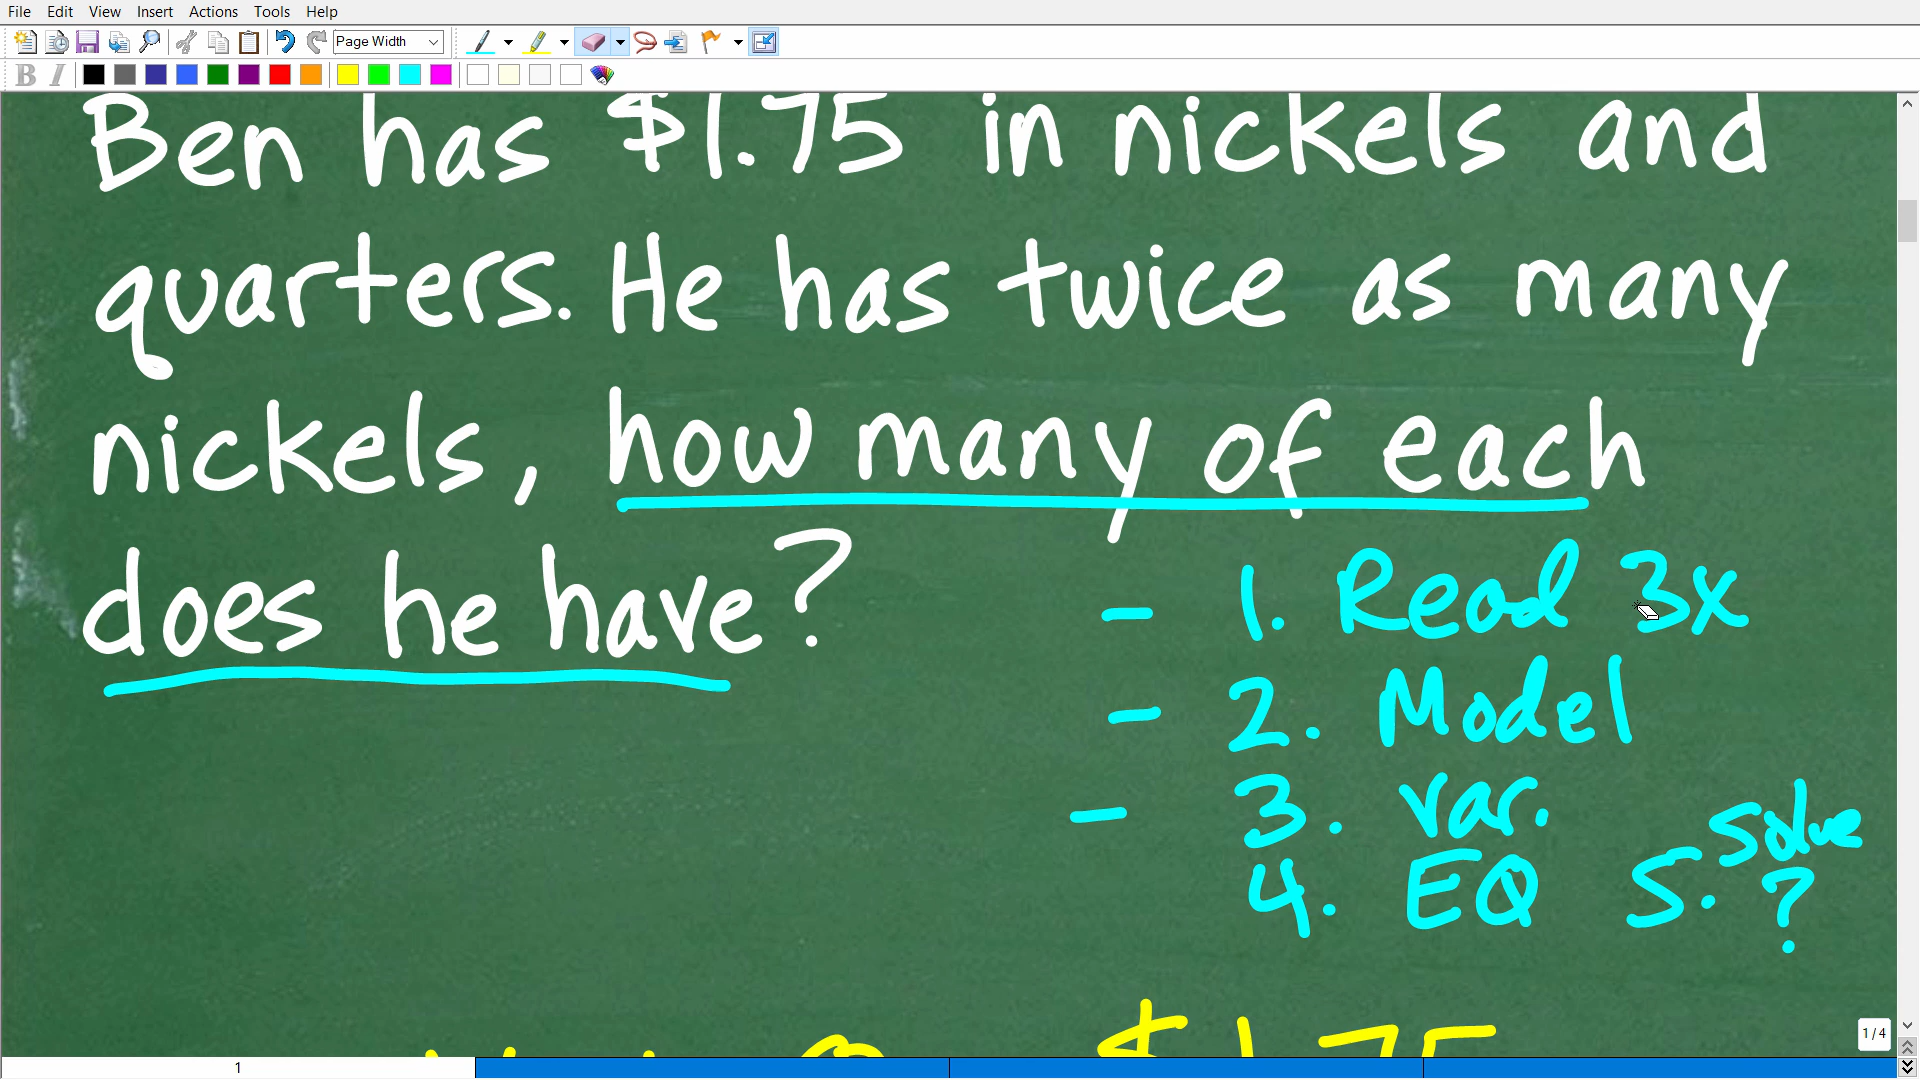 File Edit View Insert Actions Tools Help
Page Width
B I
Ben has $1.75 in nickels and
quarters. He has twice as many
nickels, how many of each
does he have?
- 1. Read 3x
- 2. Model
- 3. var.
4. EQ 5. Solve
?
$1.75
1/4
1